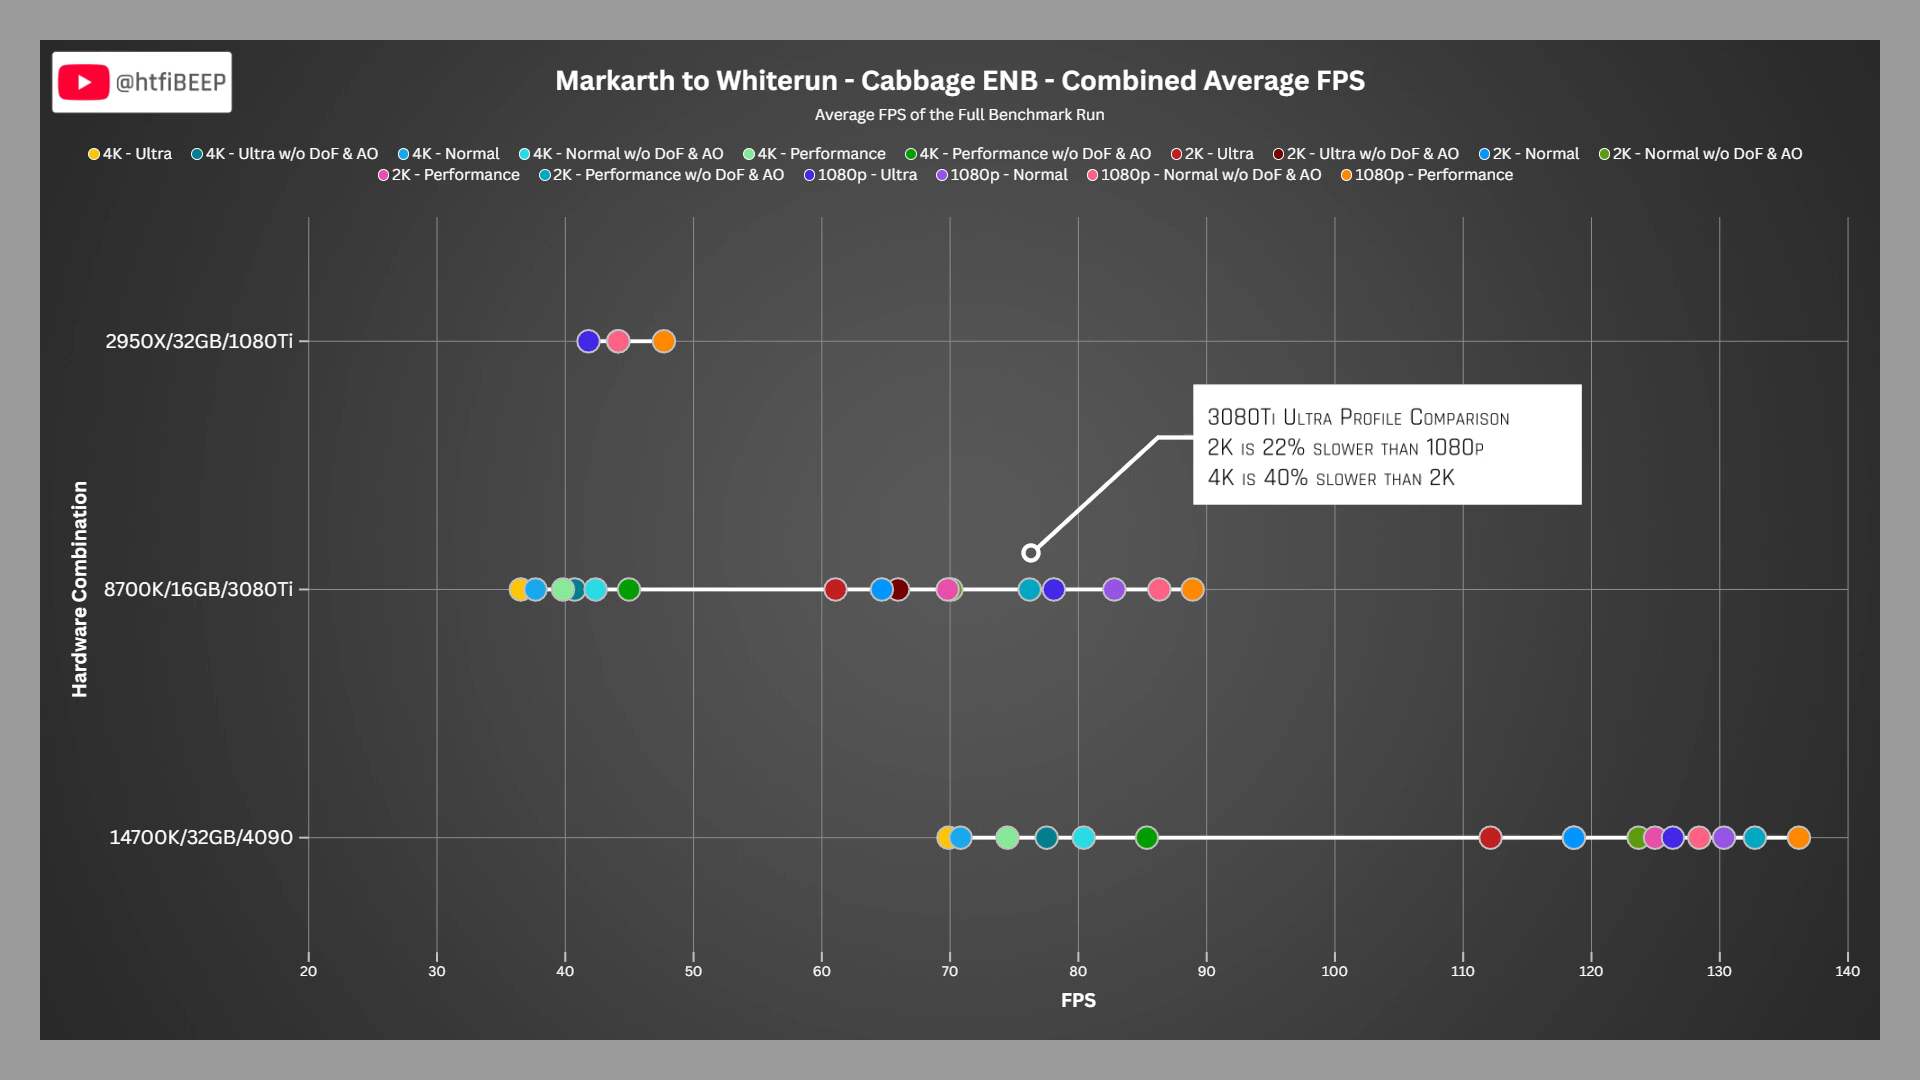 @htfiBEEP
Markarth to Whiterun - Cabbage ENB - Combined Average FPS
Average FPS of the Full Benchmark Run
4K - Ultra 4K - Ultra w/o DoF & AO 4K - Normal 4K - Normal w/o DoF & AO 4K - Performance 4K - Performance w/o DoF & AO 2K - Ultra 2K - Ultra w/o DoF & AO 2K - Normal 2K - Normal w/o DoF & AO
2K - Performance 2K - Performance w/o DoF & AO 1080p - Ultra 1080p - Normal 1080p - Normal w/o DoF & AO 1080p - Performance
Hardware Combination
2950X/32GB/1080Ti
3080Ti Ultra Profile Comparison
2K is 22% slower than 1080p
4K is 40% slower than 2K
8700K/16GB/3080Ti
14700K/32GB/4090
20 30 40 50 60 70 80 90 100 110 120 130 140
FPS